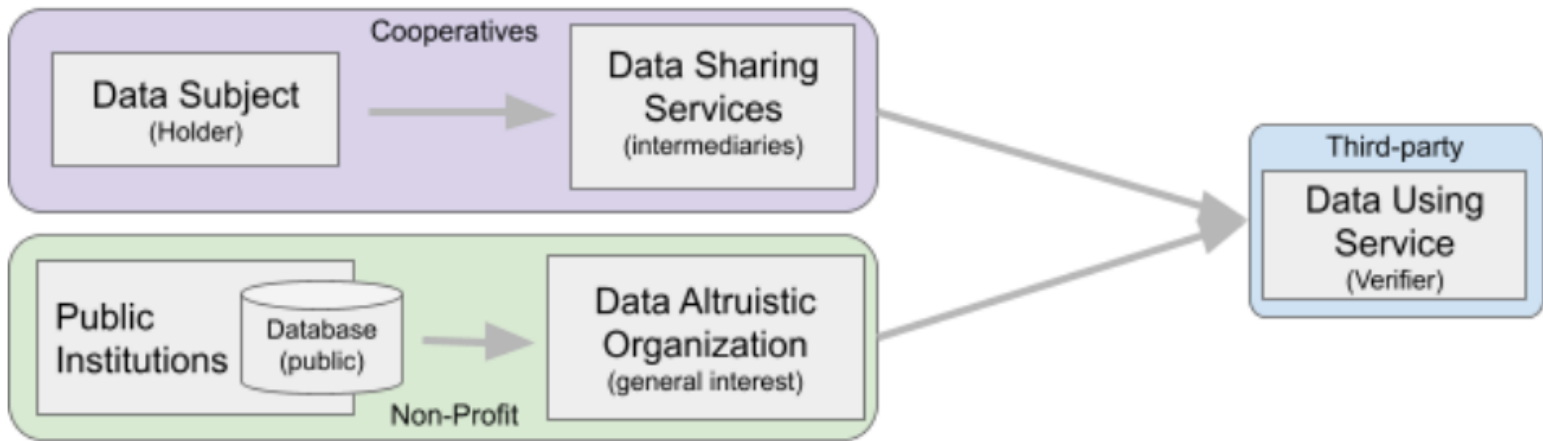 Cooperatives
Data Subject
(Holder)
Data Sharing
Services
(intermediaries)
Public
Institutions
Database
(public)
Non-Profit
Data Altruistic
Organization
(general interest)
Third-party
Data Using
Service
(Verifier)